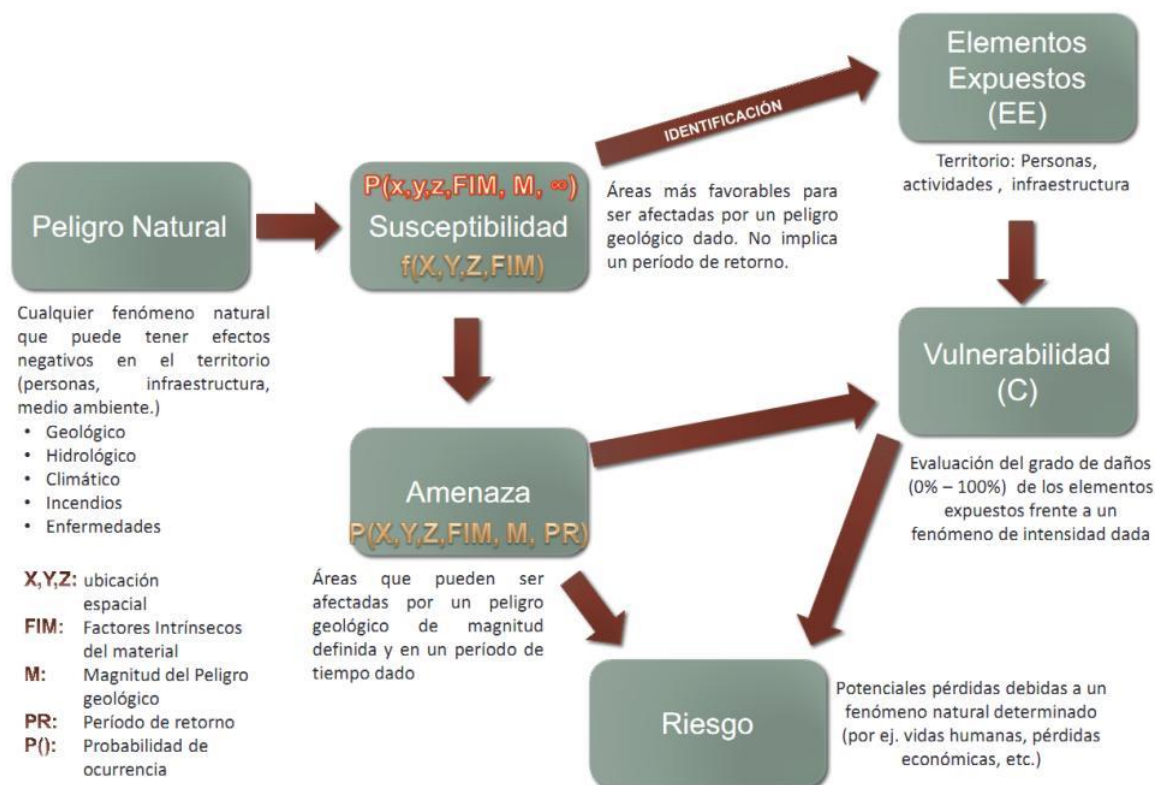 Elementos
Expuestos
(EE)
IDENTIFICACIÓN
Territorio: Personas,
actividades , infraestructura
Peligro Natural
P(x,y,z,FIM, M, ∞)
Susceptibilidad
f(X,Y,Z,FIM)
Áreas más favorables para
ser afectadas por un peligro
geológico dado. No implica
un período de retorno.
Cualquier fenómeno natural
que puede tener efectos
negativos en el territorio
(personas, infraestructura,
medio ambiente.)
• Geológico
• Hidrológico
• Climático
• Incendios
• Enfermedades
Vulnerabilidad
(C)
Amenaza
P(X,Y,Z,FIM, M, PR)
Evaluación del grado de daños
(0% – 100%) de los elementos
expuestos frente a un
fenómeno de intensidad dada
Áreas que pueden ser
afectadas por un peligro
geológico de magnitud
definida y en un período de
tiempo dado
X,Y,Z: ubicación
espacial
FIM: Factores Intrínsecos
del material
M: Magnitud del Peligro
geológico
PR: Período de retorno
P(): Probabilidad de
ocurrencia
Riesgo
Potenciales pérdidas debidas a un
fenómeno natural determinado
(por ej. vidas humanas, pérdidas
económicas, etc.)